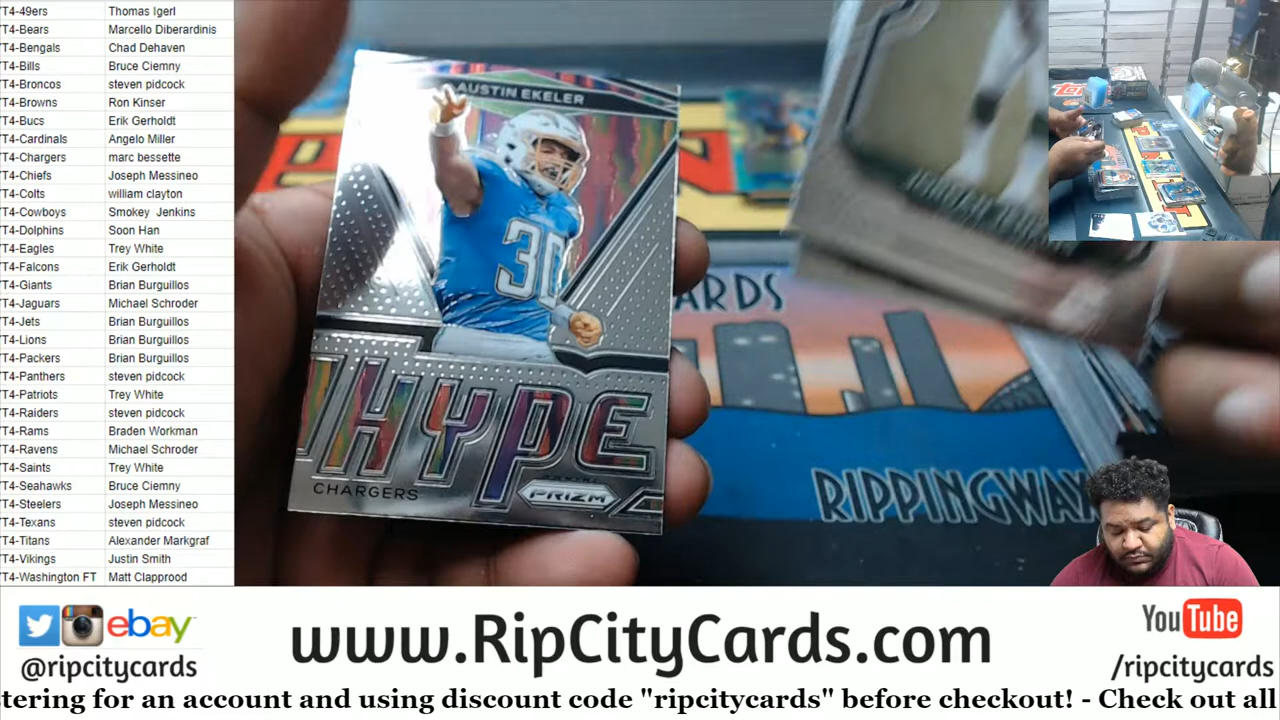 T4-49ers Thomas Igerl
T4-Bears Marcello Diberardinis
T4-Bengals Chad Dehaven
T4-Bills Bruce Ciemny
T4-Broncos steven pidcock
T4-Browns Ron Kinser
T4-Bucs Erik Gerholdt
T4-Cardinals Angelo Miller
T4-Chargers marc bessette
T4-Chiefs Joseph Messineo
T4-Colts william clayton
T4-Cowboys Smokey Jenkins
T4-Dolphins Soon Han
T4-Eagles Trey White
T4-Falcons Erik Gerholdt
T4-Giants Brian Burguillos
T4-Jaguars Michael Schroder
T4-Jets Brian Burguillos
T4-Lions Brian Burguillos
T4-Packers Brian Burguillos
T4-Panthers steven pidcock
T4-Patriots Trey White
T4-Raiders steven pidcock
T4-Rams Braden Workman
T4-Ravens Michael Schroder
T4-Saints Trey White
T4-Seahawks Bruce Ciemny
T4-Steelers Joseph Messineo
T4-Texans steven pidcock
T4-Titans Alexander Markgraf
T4-Vikings Justin Smith
T4-Washington FT Matt Clapprood
AUSTIN EKELER
30
HYPE
CHARGERS
PANINI
PRIZM
ARDS
RIPPINGWAX
ebay
@ripcitycards
www.RipCityCards.com
YouTube
/ripcitycards
stering for an account and using discount code "ripcitycards" before checkout! - Check out all